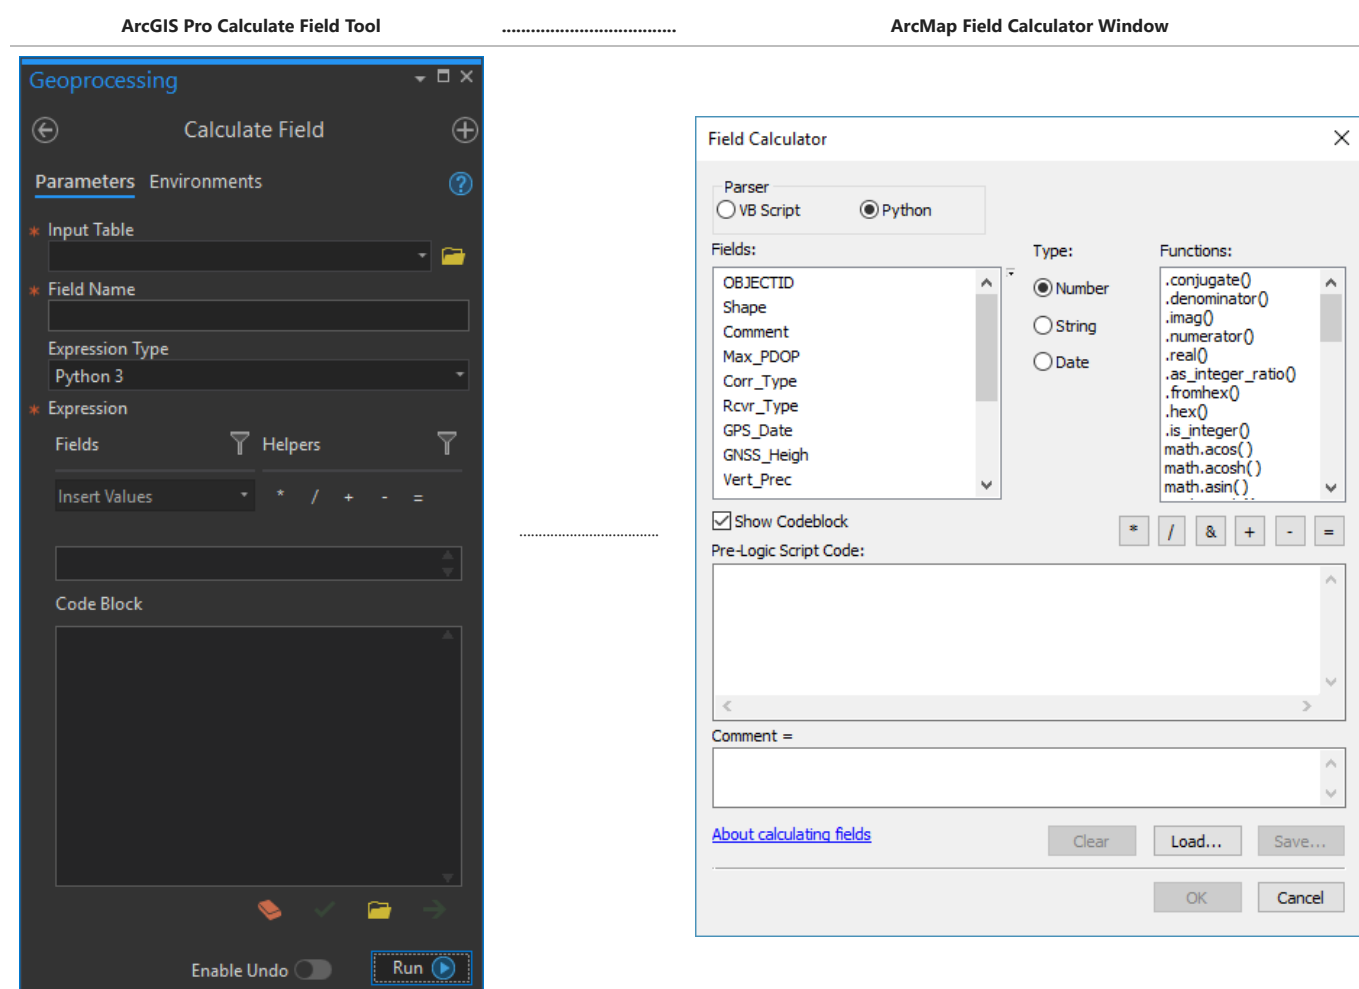 ArcGIS Pro Calculate Field Tool .................................... ArcMap Field Calculator Window
Geoprocessing
Calculate Field
Parameters Environments
* Input Table
* Field Name
Expression Type
Python 3
* Expression
Fields Helpers
Insert Values * / + - =
Code Block
Enable Undo Run
..................................
Field Calculator
Parser
VB Script Python
Fields: Type: Functions:
OBJECTID
Shape
Comment
Max_PDOP
Corr_Type
Rcvr_Type
GPS_Date
GNSS_Heigh
Vert_Prec
Number
String
Date
.conjugate()
.denominator()
.imag()
.numerator()
.real()
.as_integer_ratio()
.fromhex()
.hex()
.is_integer()
math.acos( )
math.acosh( )
math.asin( )
Show Codeblock * / & + - =
Pre-Logic Script Code:
Comment =
About calculating fields Clear Load... Save...
OK Cancel